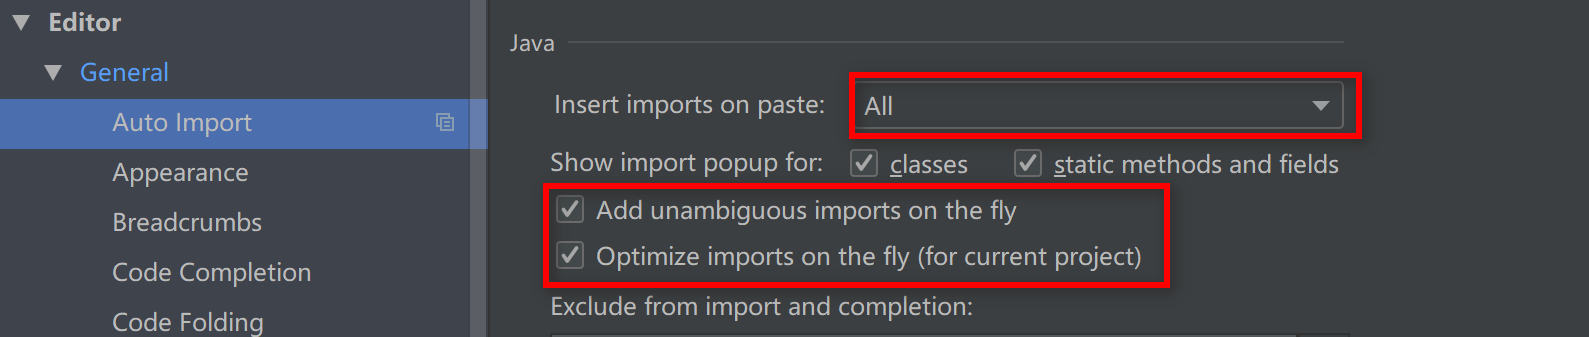 Editor
General
Auto Import
Appearance
Breadcrumbs
Code Completion
Code Folding
Java
Insert imports on paste: All
Show import popup for: classes static methods and fields
Add unambiguous imports on the fly
Optimize imports on the fly (for current project)
Exclude from import and completion: